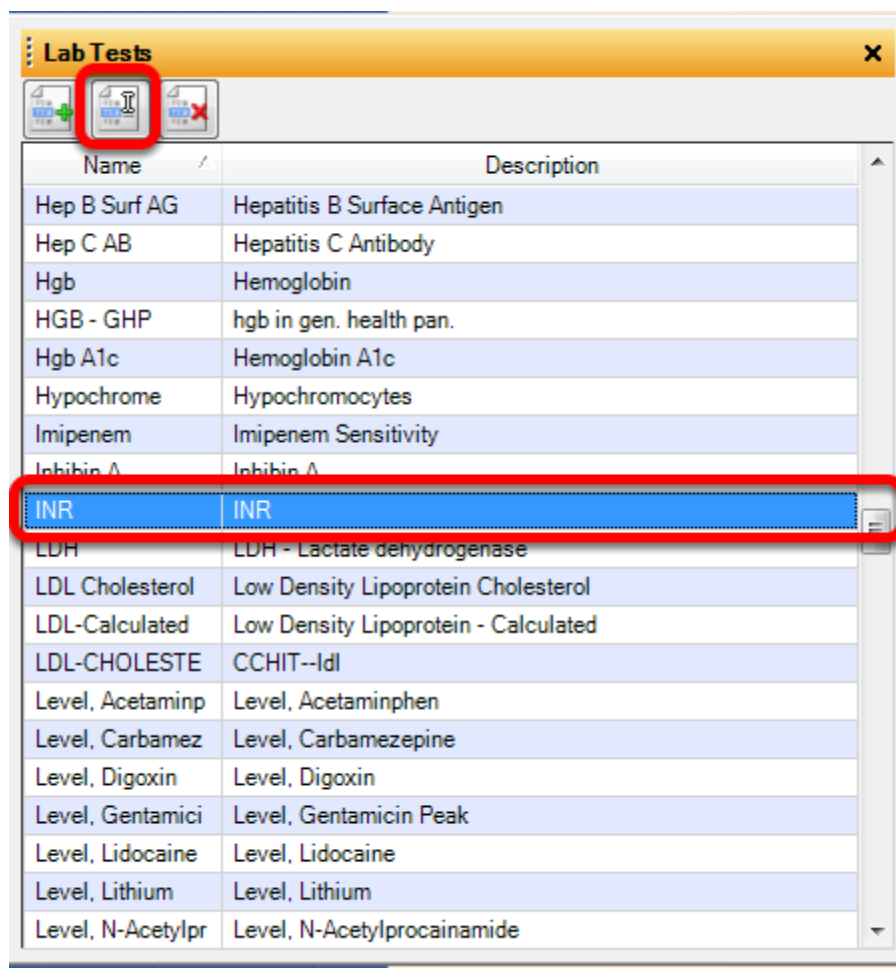 Lab Tests
Name Description
Hep B Surf AG Hepatitis B Surface Antigen
Hep C AB Hepatitis C Antibody
Hgb Hemoglobin
HGB - GHP hgb in gen. health pan.
Hgb A1c Hemoglobin A1c
Hypochrome Hypochromocytes
Imipenem Imipenem Sensitivity
Inhibin A Inhibin A
INR INR
LDH LDH - Lactate dehydrogenase
LDL Cholesterol Low Density Lipoprotein Cholesterol
LDL-Calculated Low Density Lipoprotein - Calculated
LDL-CHOLESTE CCHIT--ldl
Level, Acetaminp Level, Acetaminphen
Level, Carbamez Level, Carbamezepine
Level, Digoxin Level, Digoxin
Level, Gentamici Level, Gentamicin Peak
Level, Lidocaine Level, Lidocaine
Level, Lithium Level, Lithium
Level, N-Acetylpr Level, N-Acetylprocainamide